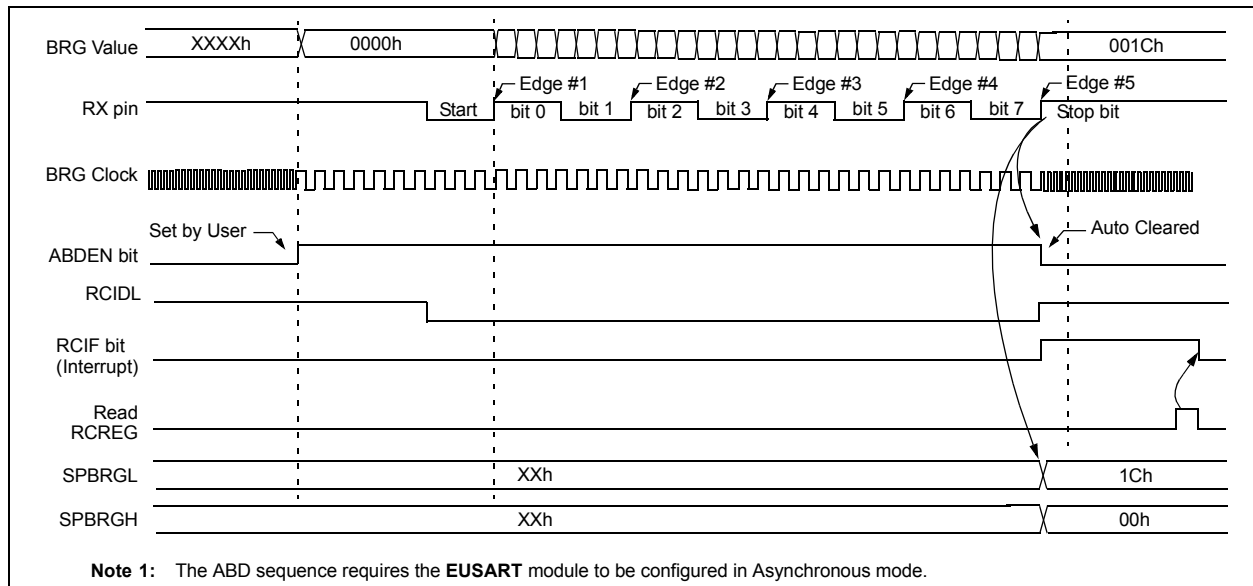 BRG Value XXXXh 0000h 001Ch
Edge #1 Edge #2 Edge #3 Edge #4 Edge #5
RX pin Start bit 0 bit 1 bit 2 bit 3 bit 4 bit 5 bit 6 bit 7 Stop bit
BRG Clock
Set by User Auto Cleared
ABDEN bit
RCIDL
RCIF bit
(Interrupt)
Read
RCREG
SPBRGL XXh 1Ch
SPBRGH XXh 00h
Note 1: The ABD sequence requires the EUSART module to be configured in Asynchronous mode.